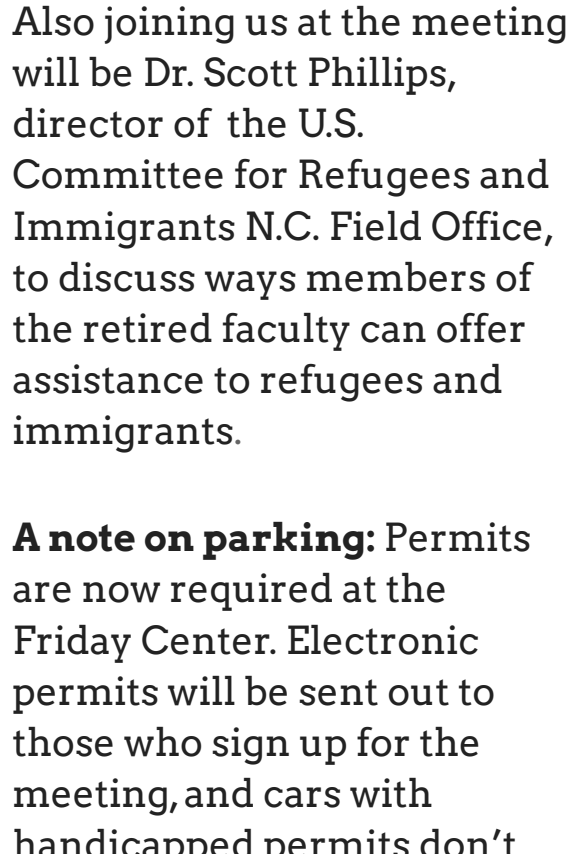 Also joining us at the meeting
will be Dr. Scott Phillips,
director of  the U.S.
Committee for Refugees and
Immigrants N.C. Field Office,
to discuss ways members of
the retired faculty can offer
assistance to refugees and
immigrants.
A note on parking: Permits
are now required at the
Friday Center. Electronic
permits will be sent out to
those who sign up for the
meeting, and cars with
handicapped permits don’t